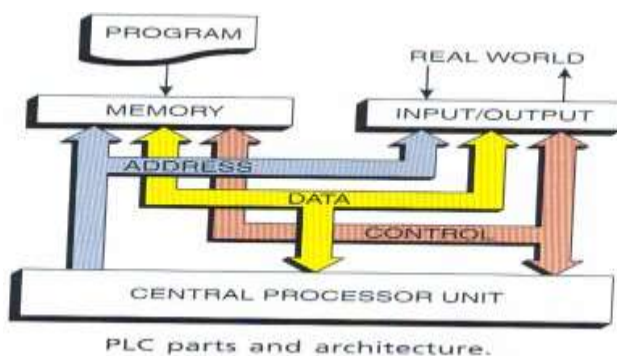 PROGRAM
REAL WORLD
MEMORY
INPUT/OUTPUT
ADDRESS
DATA
CONTROL
CENTRAL PROCESSOR UNIT
PLC parts and architecture.